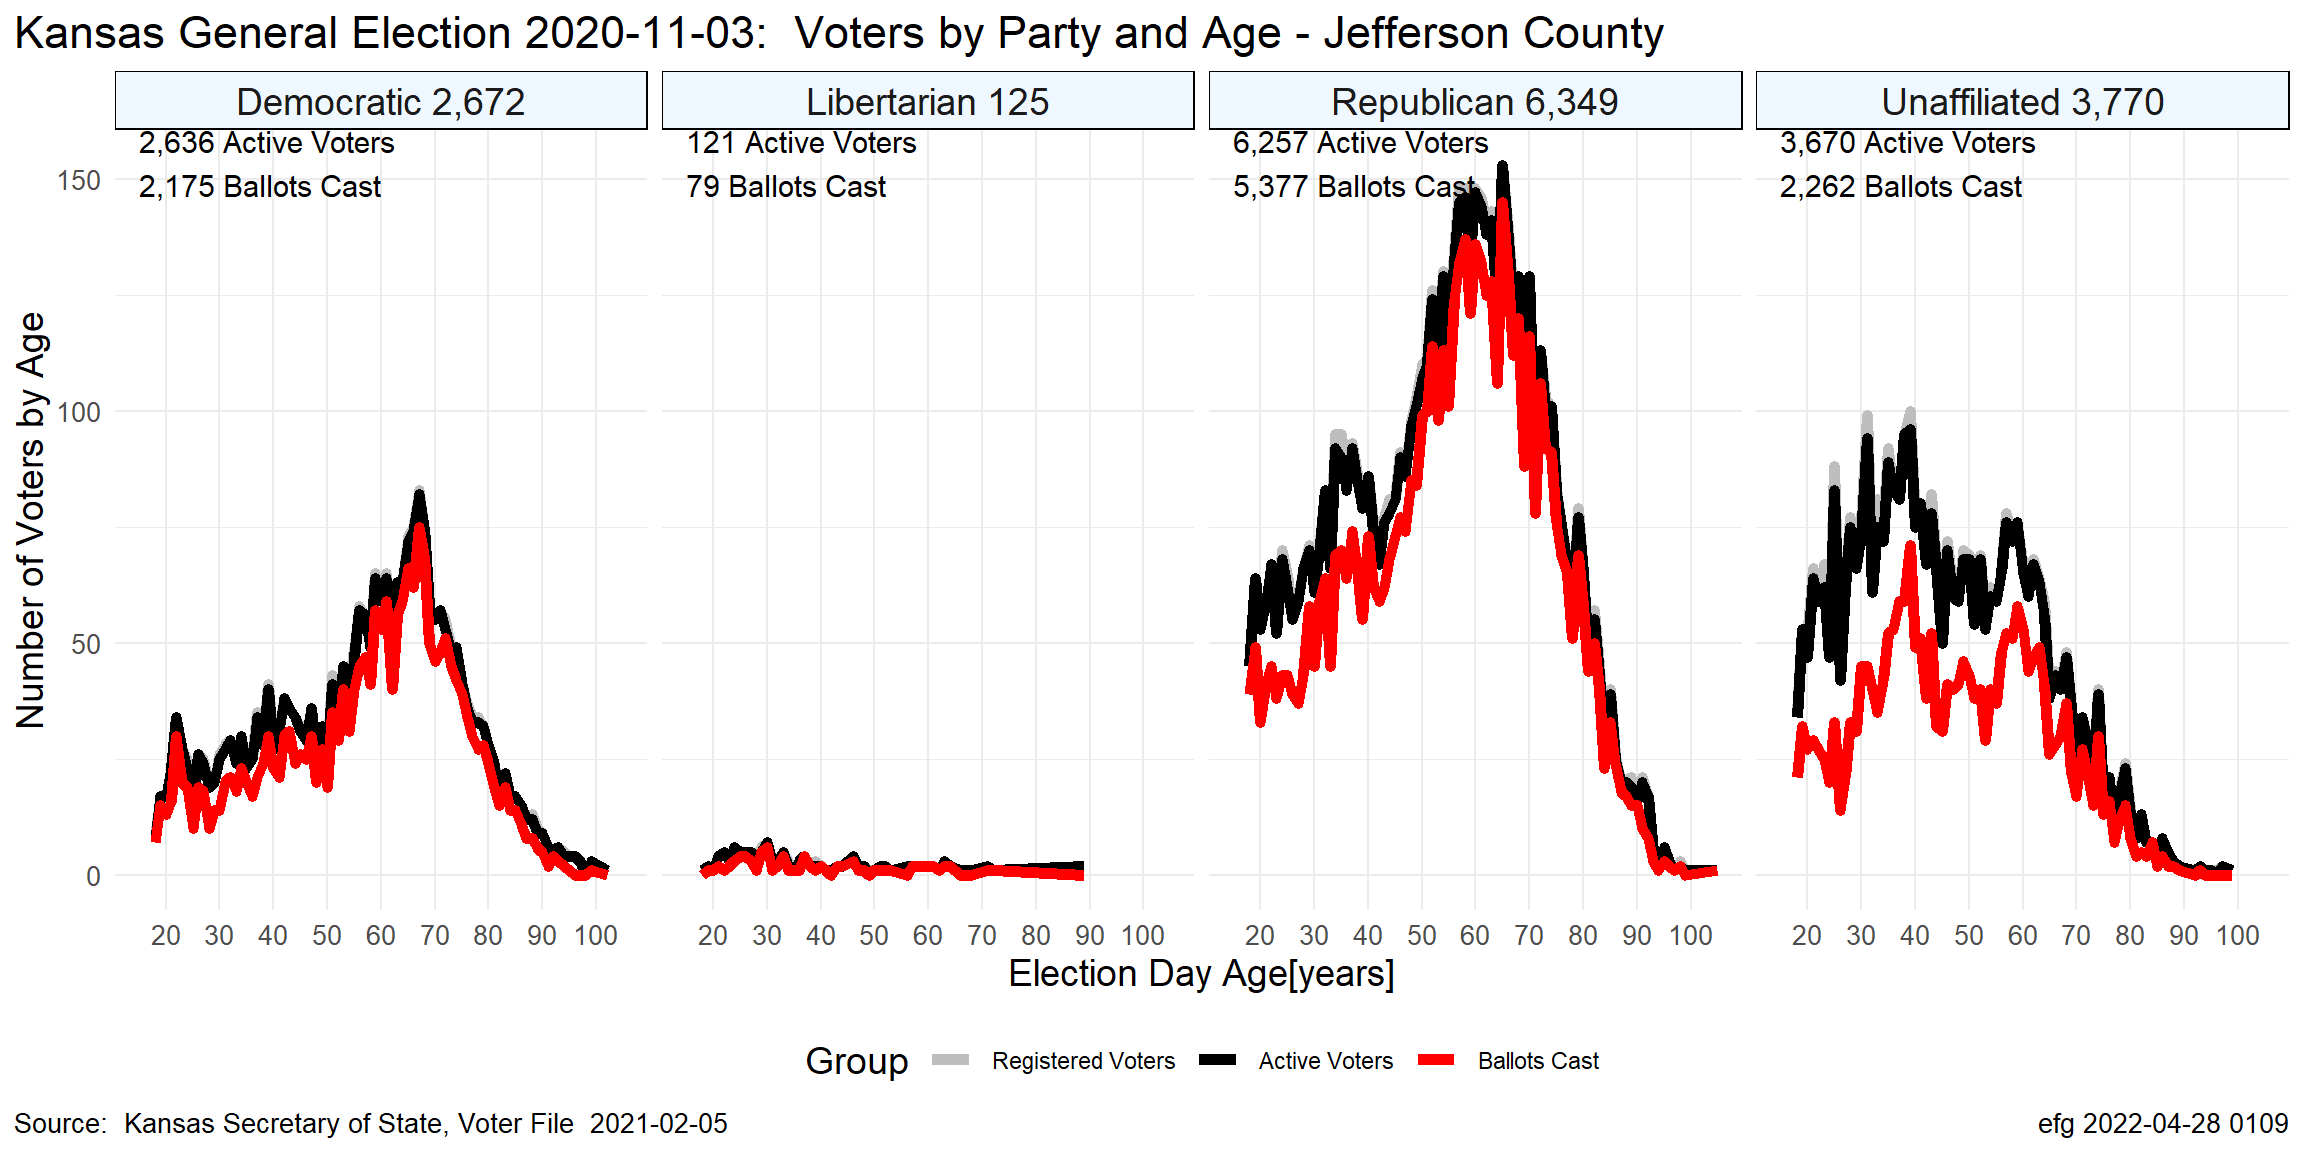 Kansas General Election 2020-11-03:  Voters by Party and Age - Jefferson County
Democratic 2,672
Libertarian 125
Republican 6,349
Unaffiliated 3,770
2,636 Active Voters
2,175 Ballots Cast
121 Active Voters
79 Ballots Cast
6,257 Active Voters
5,377 Ballots Cast
3,670 Active Voters
2,262 Ballots Cast
Number of Voters by Age
150
100
50
0
20 30 40 50 60 70 80 90 100
20 30 40 50 60 70 80 90 100
20 30 40 50 60 70 80 90 100
20 30 40 50 60 70 80 90 100
Election Day Age[years]
Group Registered Voters Active Voters Ballots Cast
Source:  Kansas Secretary of State, Voter File  2021-02-05
efg 2022-04-28 0109